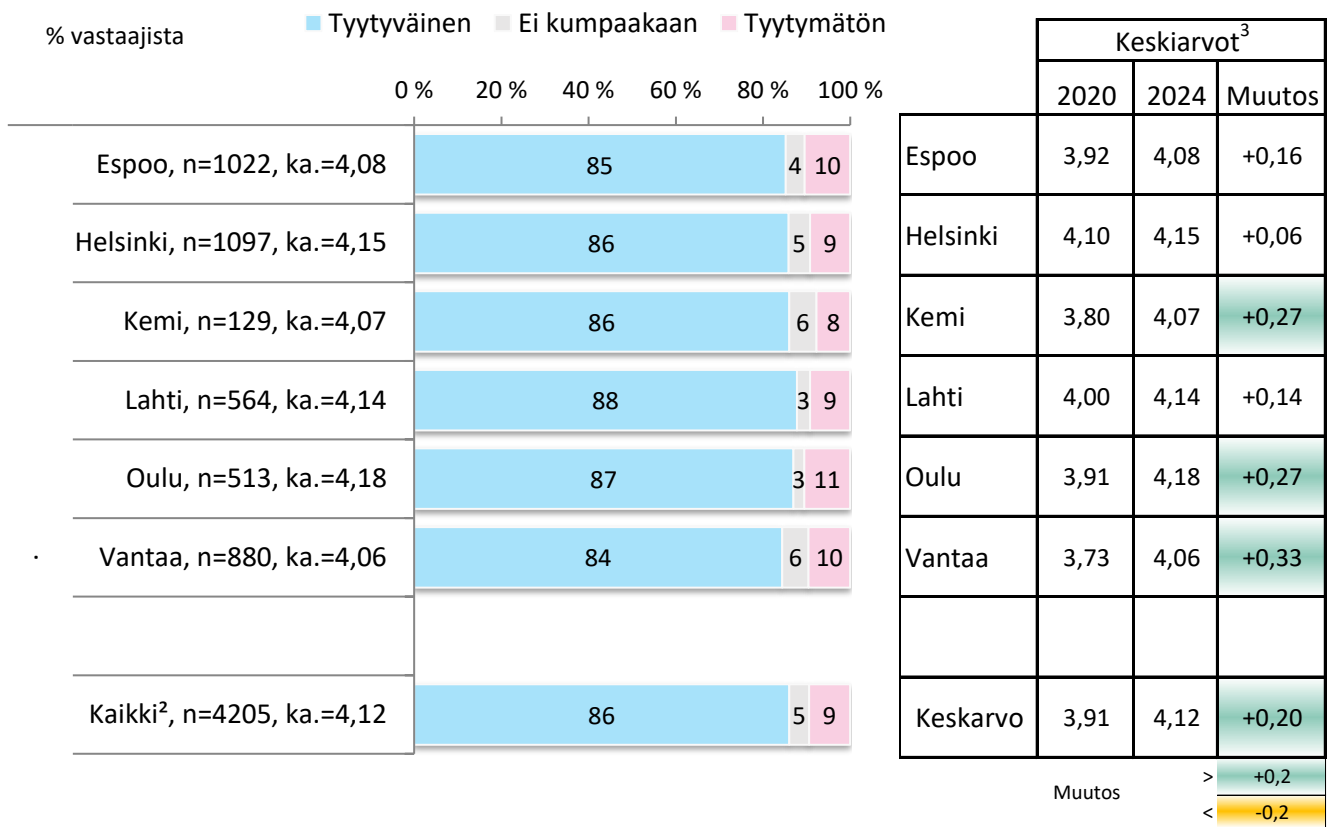 % vastaajista
Tyytyväinen Ei kumpaakaan Tyytymätön
0 % 20 % 40 % 60 % 80 % 100 %
Espoo, n=1022, ka.=4,08 85 4 10
Helsinki, n=1097, ka.=4,15 86 5 9
Kemi, n=129, ka.=4,07 86 6 8
Lahti, n=564, ka.=4,14 88 3 9
Oulu, n=513, ka.=4,18 87 3 11
. Vantaa, n=880, ka.=4,06 84 6 10
Kaikki², n=4205, ka.=4,12 86 5 9
Keskiarvot³
2020 2024 Muutos
Espoo 3,92 4,08 +0,16
Helsinki 4,10 4,15 +0,06
Kemi 3,80 4,07 +0,27
Lahti 4,00 4,14 +0,14
Oulu 3,91 4,18 +0,27
Vantaa 3,73 4,06 +0,33
Keskarvo 3,91 4,12 +0,20
Muutos
> +0,2
< -0,2